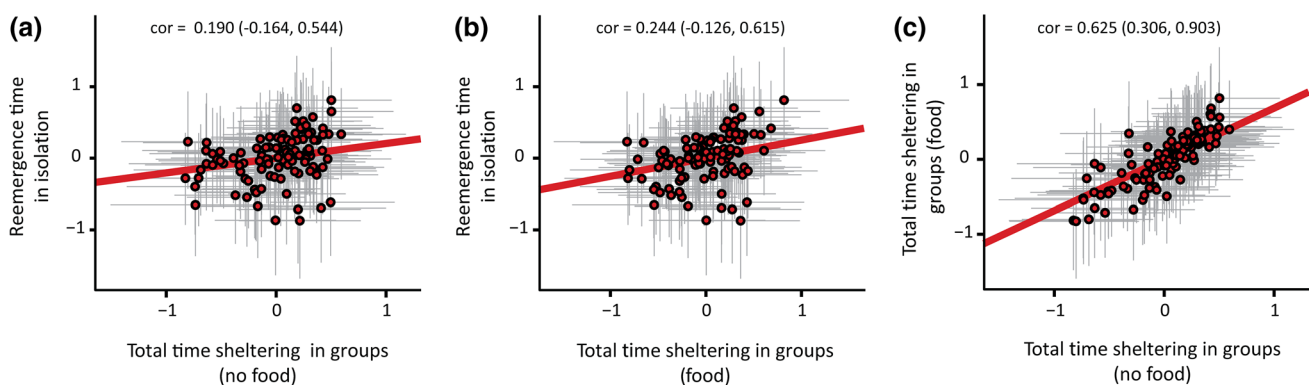 (a)
cor = 0.190 (-0.164, 0.544)
Reemergence time
in isolation
1
0
−1
−1
0
1
Total time sheltering in groups
(no food)
(b)
cor = 0.244 (-0.126, 0.615)
Reemergence time
in isolation
1
0
−1
−1
0
1
Total time sheltering in groups
(food)
(c)
cor = 0.625 (0.306, 0.903)
Total time sheltering in
groups (food)
1
0
−1
−1
0
1
Total time sheltering in groups
(no food)